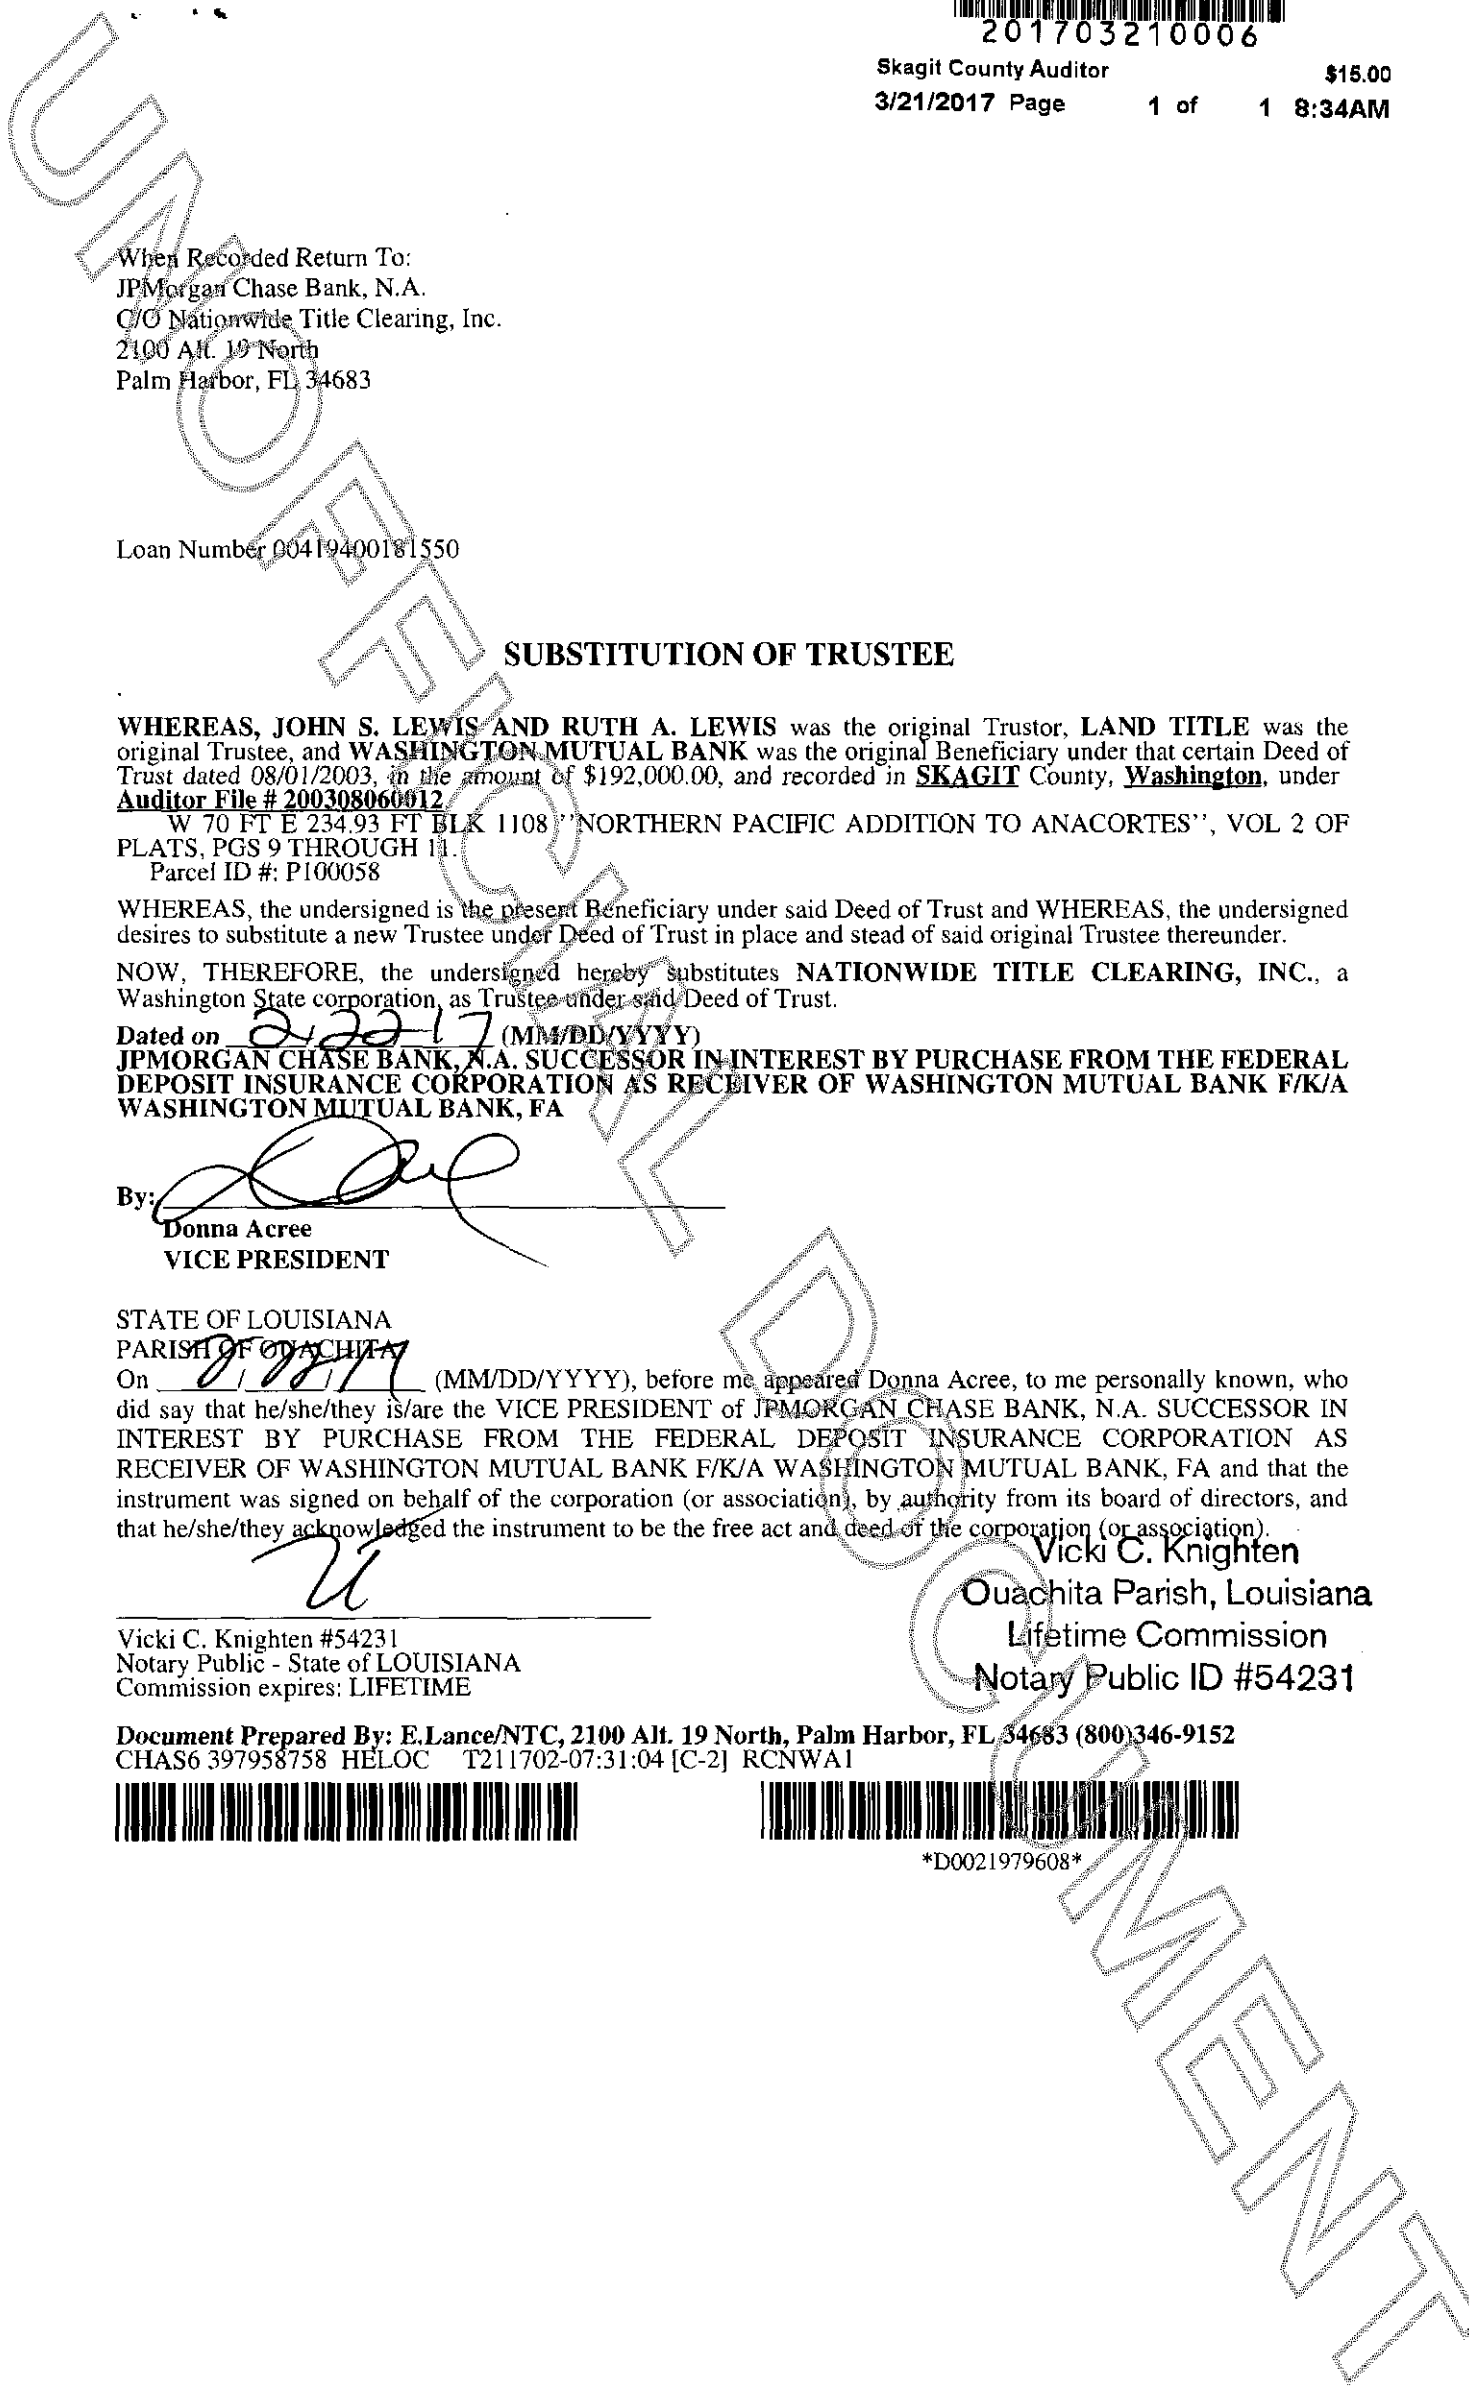 201703210006
Skagit County Auditor $15.00
3/21/2017 Page 1 of 1 8:34AM
When Recorded Return To:
JPMorgan Chase Bank, N.A.
C/O Nationwide Title Clearing, Inc.
2100 Alt. 19 North
Palm Harbor, FL 34683
Loan Number 00419400181550
SUBSTITUTION OF TRUSTEE
WHEREAS, JOHN S. LEWIS AND RUTH A. LEWIS was the original Trustor, LAND TITLE was the
original Trustee, and WASHINGTON MUTUAL BANK was the original Beneficiary under that certain Deed of
Trust dated 08/01/2003, in the amount of $192,000.00, and recorded in SKAGIT County, Washington, under
Auditor File # 200308060012
W 70 FT E 234.93 FT BLK 1108 ''NORTHERN PACIFIC ADDITION TO ANACORTES'', VOL 2 OF
PLATS, PGS 9 THROUGH 11.
Parcel ID #: P100058
WHEREAS, the undersigned is the present Beneficiary under said Deed of Trust and WHEREAS, the undersigned
desires to substitute a new Trustee under Deed of Trust in place and stead of said original Trustee thereunder.
NOW, THEREFORE, the undersigned hereby substitutes NATIONWIDE TITLE CLEARING, INC., a
Washington State corporation, as Trustee under said Deed of Trust.
Dated on 2/22/17 (MM/DD/YYYY)
JPMORGAN CHASE BANK, N.A. SUCCESSOR IN INTEREST BY PURCHASE FROM THE FEDERAL
DEPOSIT INSURANCE CORPORATION AS RECEIVER OF WASHINGTON MUTUAL BANK F/K/A
WASHINGTON MUTUAL BANK, FA
By:
Donna Acree
VICE PRESIDENT
STATE OF LOUISIANA
PARISH OF OUACHITA
On (MM/DD/YYYY), before me appeared Donna Acree, to me personally known, who
did say that he/she/they is/are the VICE PRESIDENT of JPMORGAN CHASE BANK, N.A. SUCCESSOR IN
INTEREST BY PURCHASE FROM THE FEDERAL DEPOSIT INSURANCE CORPORATION AS
RECEIVER OF WASHINGTON MUTUAL BANK F/K/A WASHINGTON MUTUAL BANK, FA and that the
instrument was signed on behalf of the corporation (or association), by authority from its board of directors, and
that he/she/they acknowledged the instrument to be the free act and deed of the corporation (or association).
Vicki C. Knighten
Ouachita Parish, Louisiana
Lifetime Commission
Notary Public ID #54231
Vicki C. Knighten #54231
Notary Public - State of LOUISIANA
Commission expires: LIFETIME
Document Prepared By: E.Lance/NTC, 2100 Alt. 19 North, Palm Harbor, FL 34683 (800)346-9152
CHAS6 397958758 HELOC T211702-07:31:04 [C-2] RCNWA1
*D0021979608*
UNOFFICIAL DOCUMENT